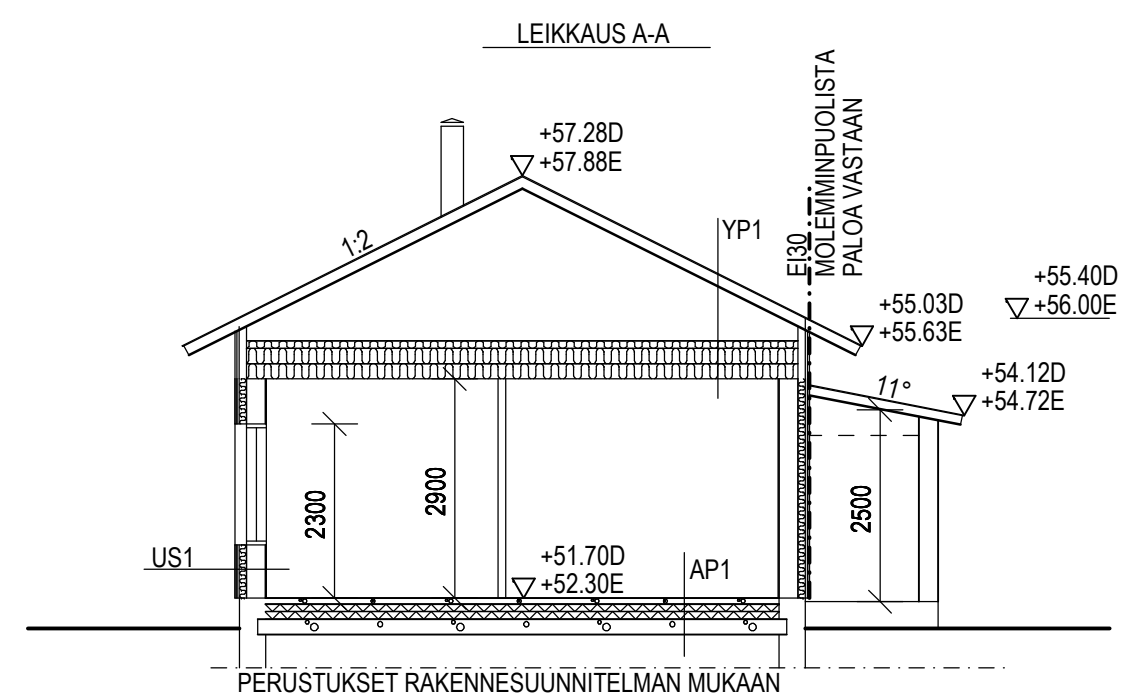 LEIKKAUS A-A
+57.28D
+57.88E
1:2
YP1
EI30
MOLEMMINPUOLISTA
PALOA VASTAAN
+55.40D
+56.00E
+55.03D
+55.63E
+54.12D
+54.72E
11°
2300
2900
2500
US1
+51.70D
+52.30E
AP1
PERUSTUKSET RAKENNESUUNNITELMAN MUKAAN